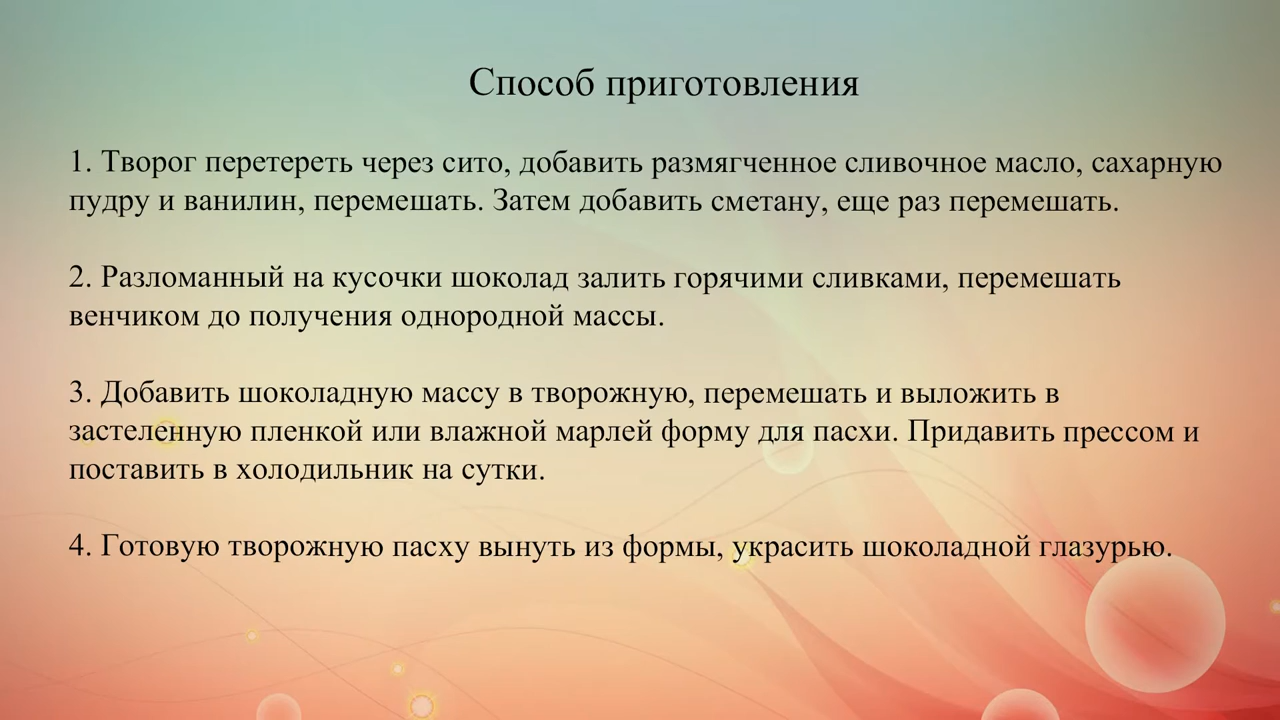 Способ приготовления
1. Творог перетереть через сито, добавить размягченное сливочное масло, сахарную
пудру и ванилин, перемешать. Затем добавить сметану, еще раз перемешать.
2. Разломанный на кусочки шоколад залить горячими сливками, перемешать
венчиком до получения однородной массы.
3. Добавить шоколадную массу в творожную, перемешать и выложить в
застеленную пленкой или влажной марлей форму для пасхи. Придавить прессом и
поставить в холодильник на сутки.
4. Готовую творожную пасху вынуть из формы, украсить шоколадной глазурью.